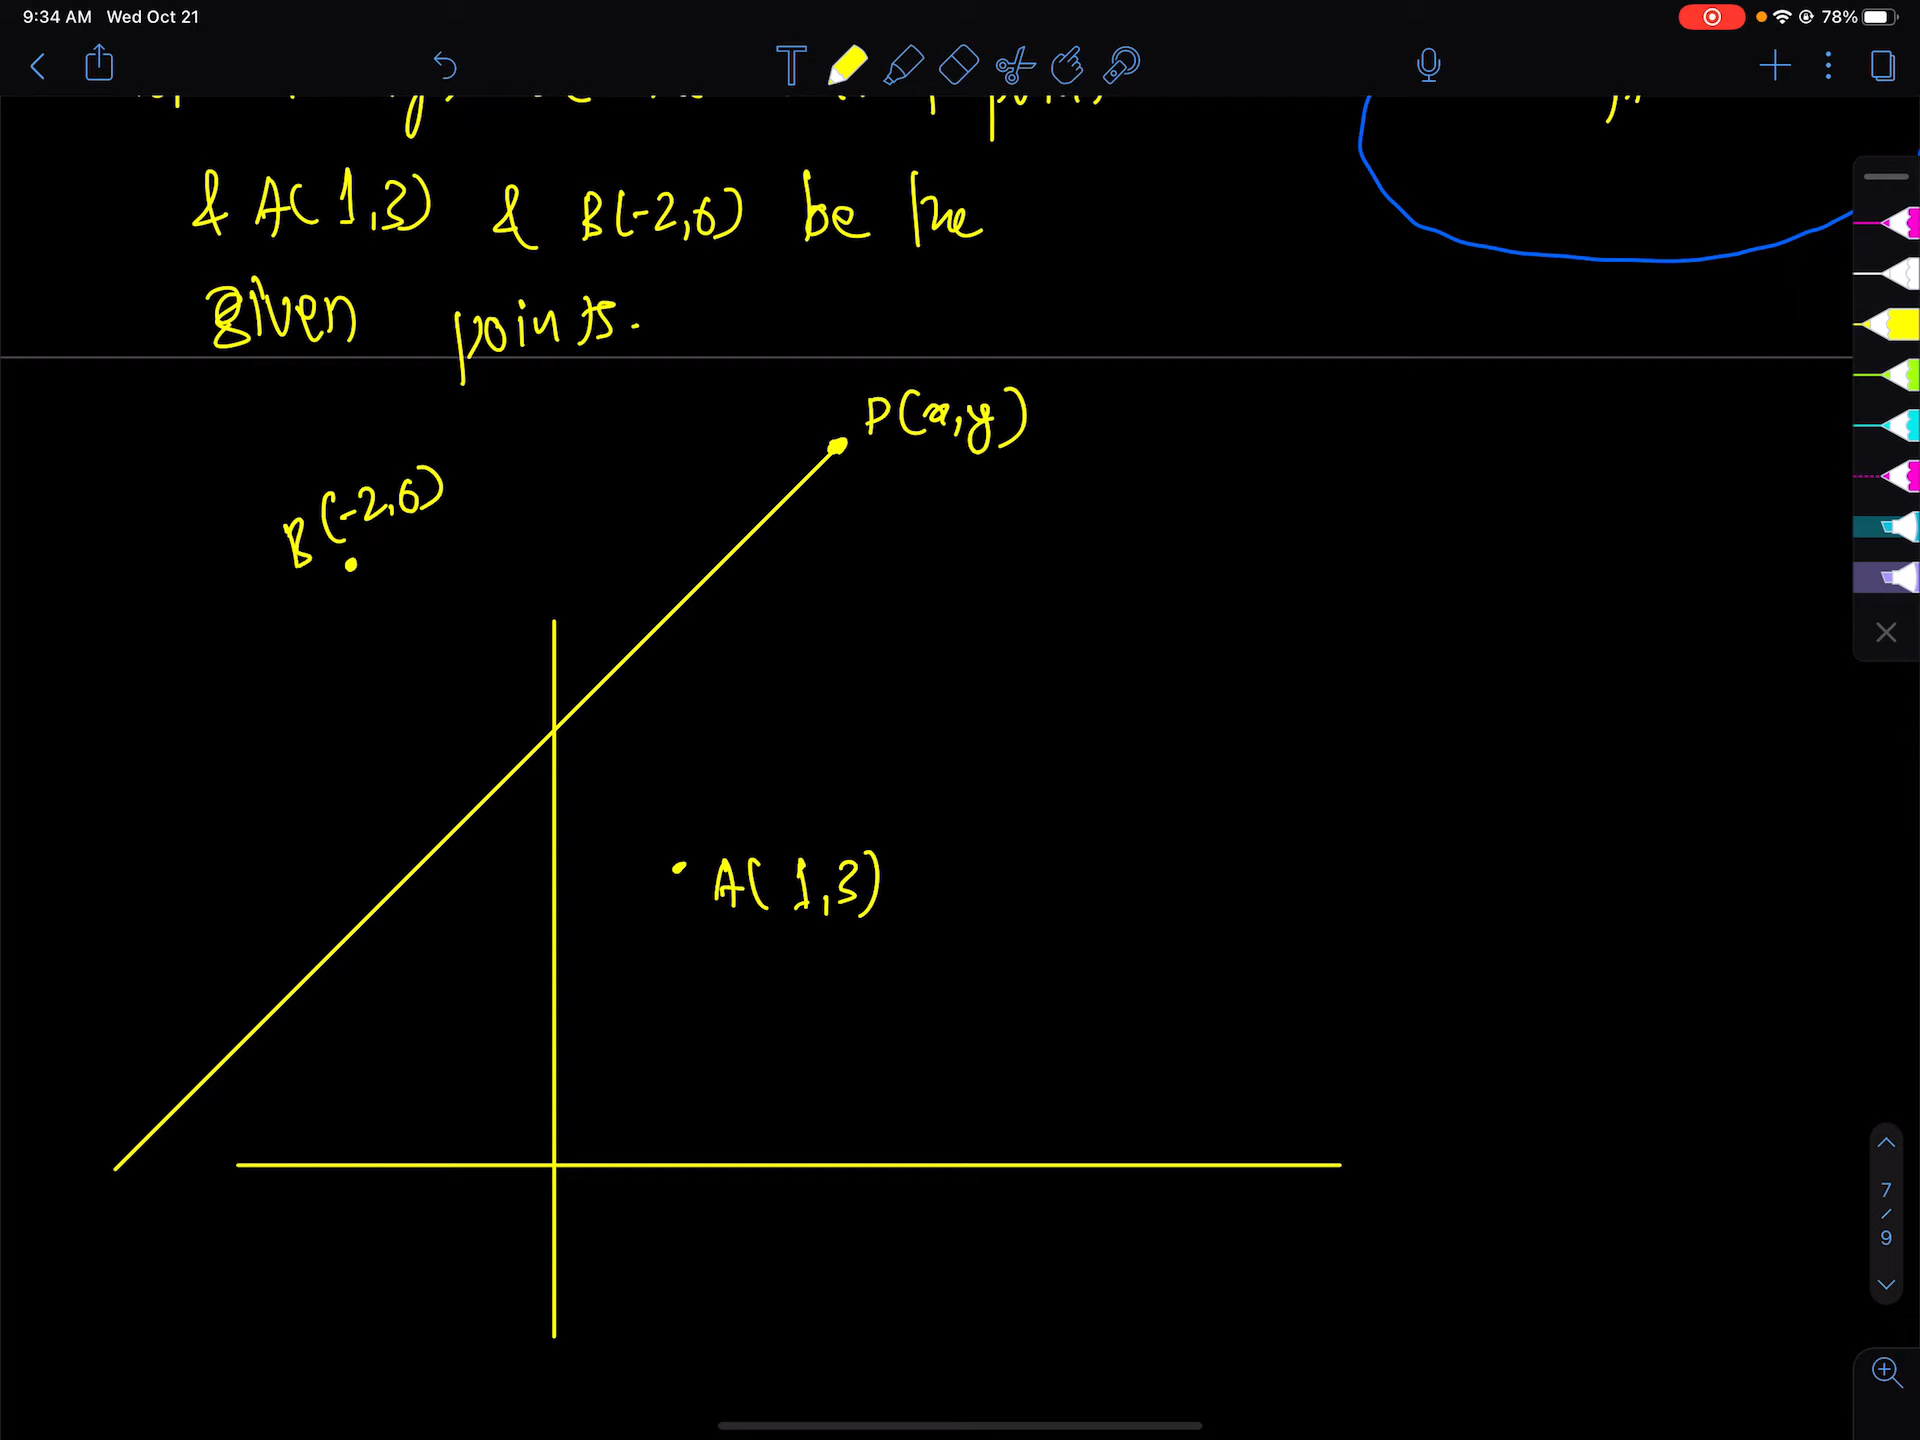 9:34 AM Wed Oct 21
78%
& A(1,3) & B(-2,6) be the
given points.
P(x,y)
B(-2,6)
A(1,3)
7
/
9